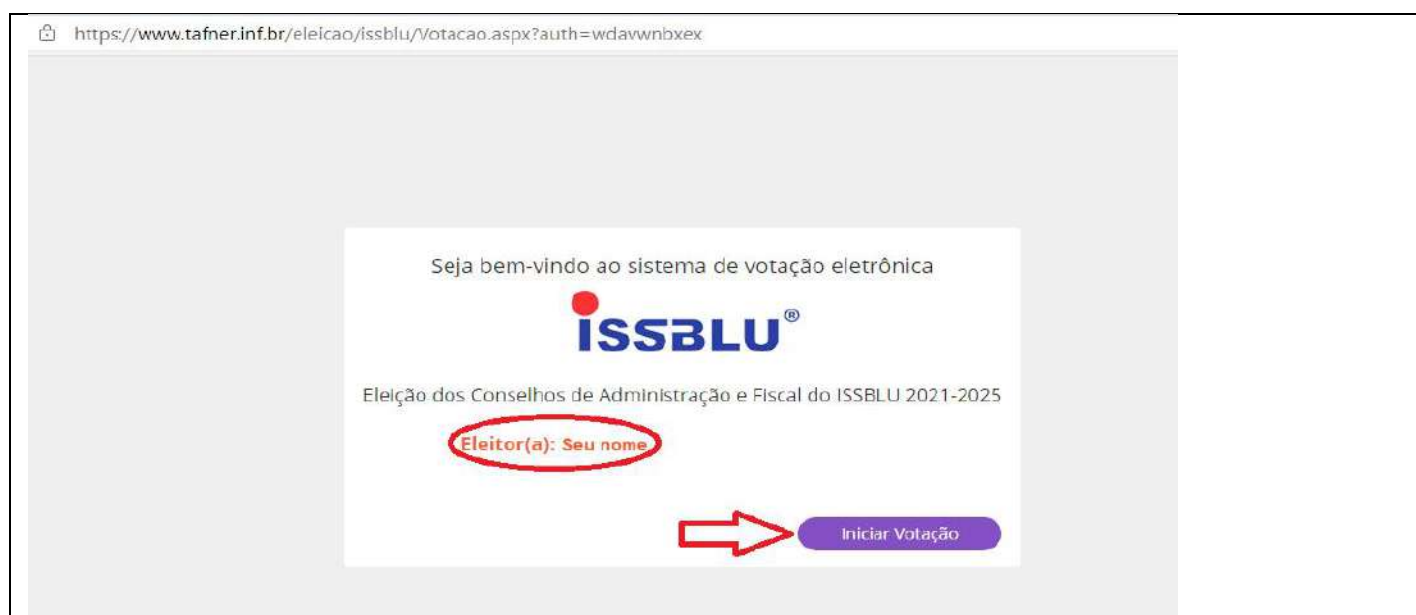 https://www.tafner.inf.br/eleicao/issblu/Votacao.aspx?auth=wdavwnbxex
Seja bem-vindo ao sistema de votação eletrônica
ISSBLU®
Eleição dos Conselhos de Administração e Fiscal do ISSBLU 2021-2025
Eleitor(a): Seu nome
Iniciar Votação